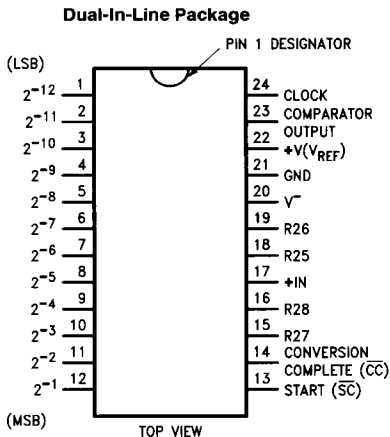 Dual-In-Line Package
PIN 1 DESIGNATOR
(LSB)
2⁻¹² 1 24 CLOCK
2⁻¹¹ 2 23 COMPARATOR OUTPUT
2⁻¹⁰ 3 22 +V(V_REF)
2⁻⁹ 4 21 GND
2⁻⁸ 5 20 V⁻
2⁻⁷ 6 19 R26
2⁻⁶ 7 18 R25
2⁻⁵ 8 17 +IN
2⁻⁴ 9 16 R28
2⁻³ 10 15 R27
2⁻² 11 14 CONVERSION COMPLETE (C̅C̅)
2⁻¹ 12 13 START (S̅C̅)
(MSB)
TOP VIEW